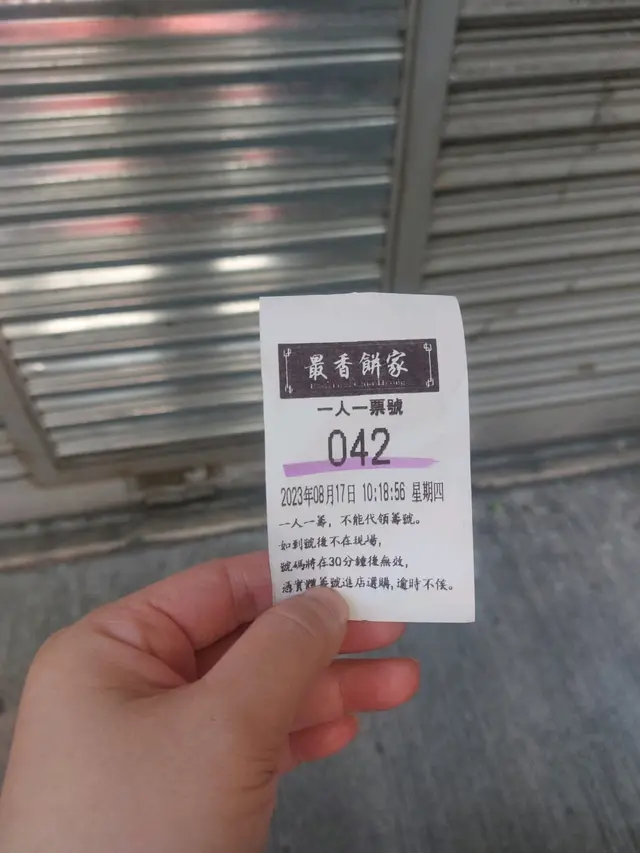 最香餅家
一人一票號
042
2023年08月17日 10:18:56 星期四
一人一籌，不能代領籌號。
如到號後不在現場，
號碼將在30分鐘後無效，
憑實體籌號進店選購，逾時不候。